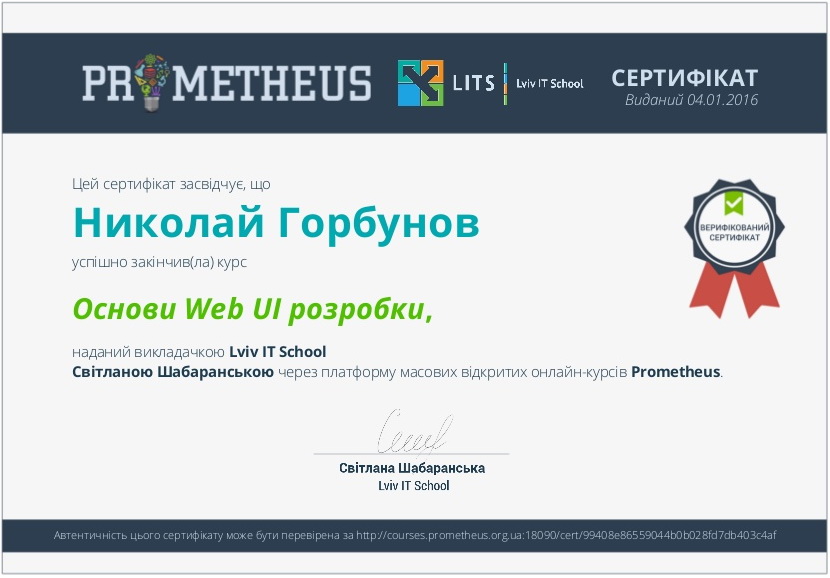 PROMETHEUS
LITS
Lviv IT School
СЕРТИФІКАТ
Виданий 04.01.2016
Цей сертифікат засвідчує, що
Николай Горбунов
успішно закінчив(ла) курс
ВЕРИФІКОВАНИЙ
СЕРТИФІКАТ
Основи Web UI розробки,
наданий викладачкою Lviv IT School
Світланою Шабаранською через платформу масових відкритих онлайн-курсів Prometheus.
Світлана Шабаранська
Lviv IT School
Автентичність цього сертифікату може бути перевірена за http://courses.prometheus.org.ua:18090/cert/99408e86559044b0b028fd7db403c4af